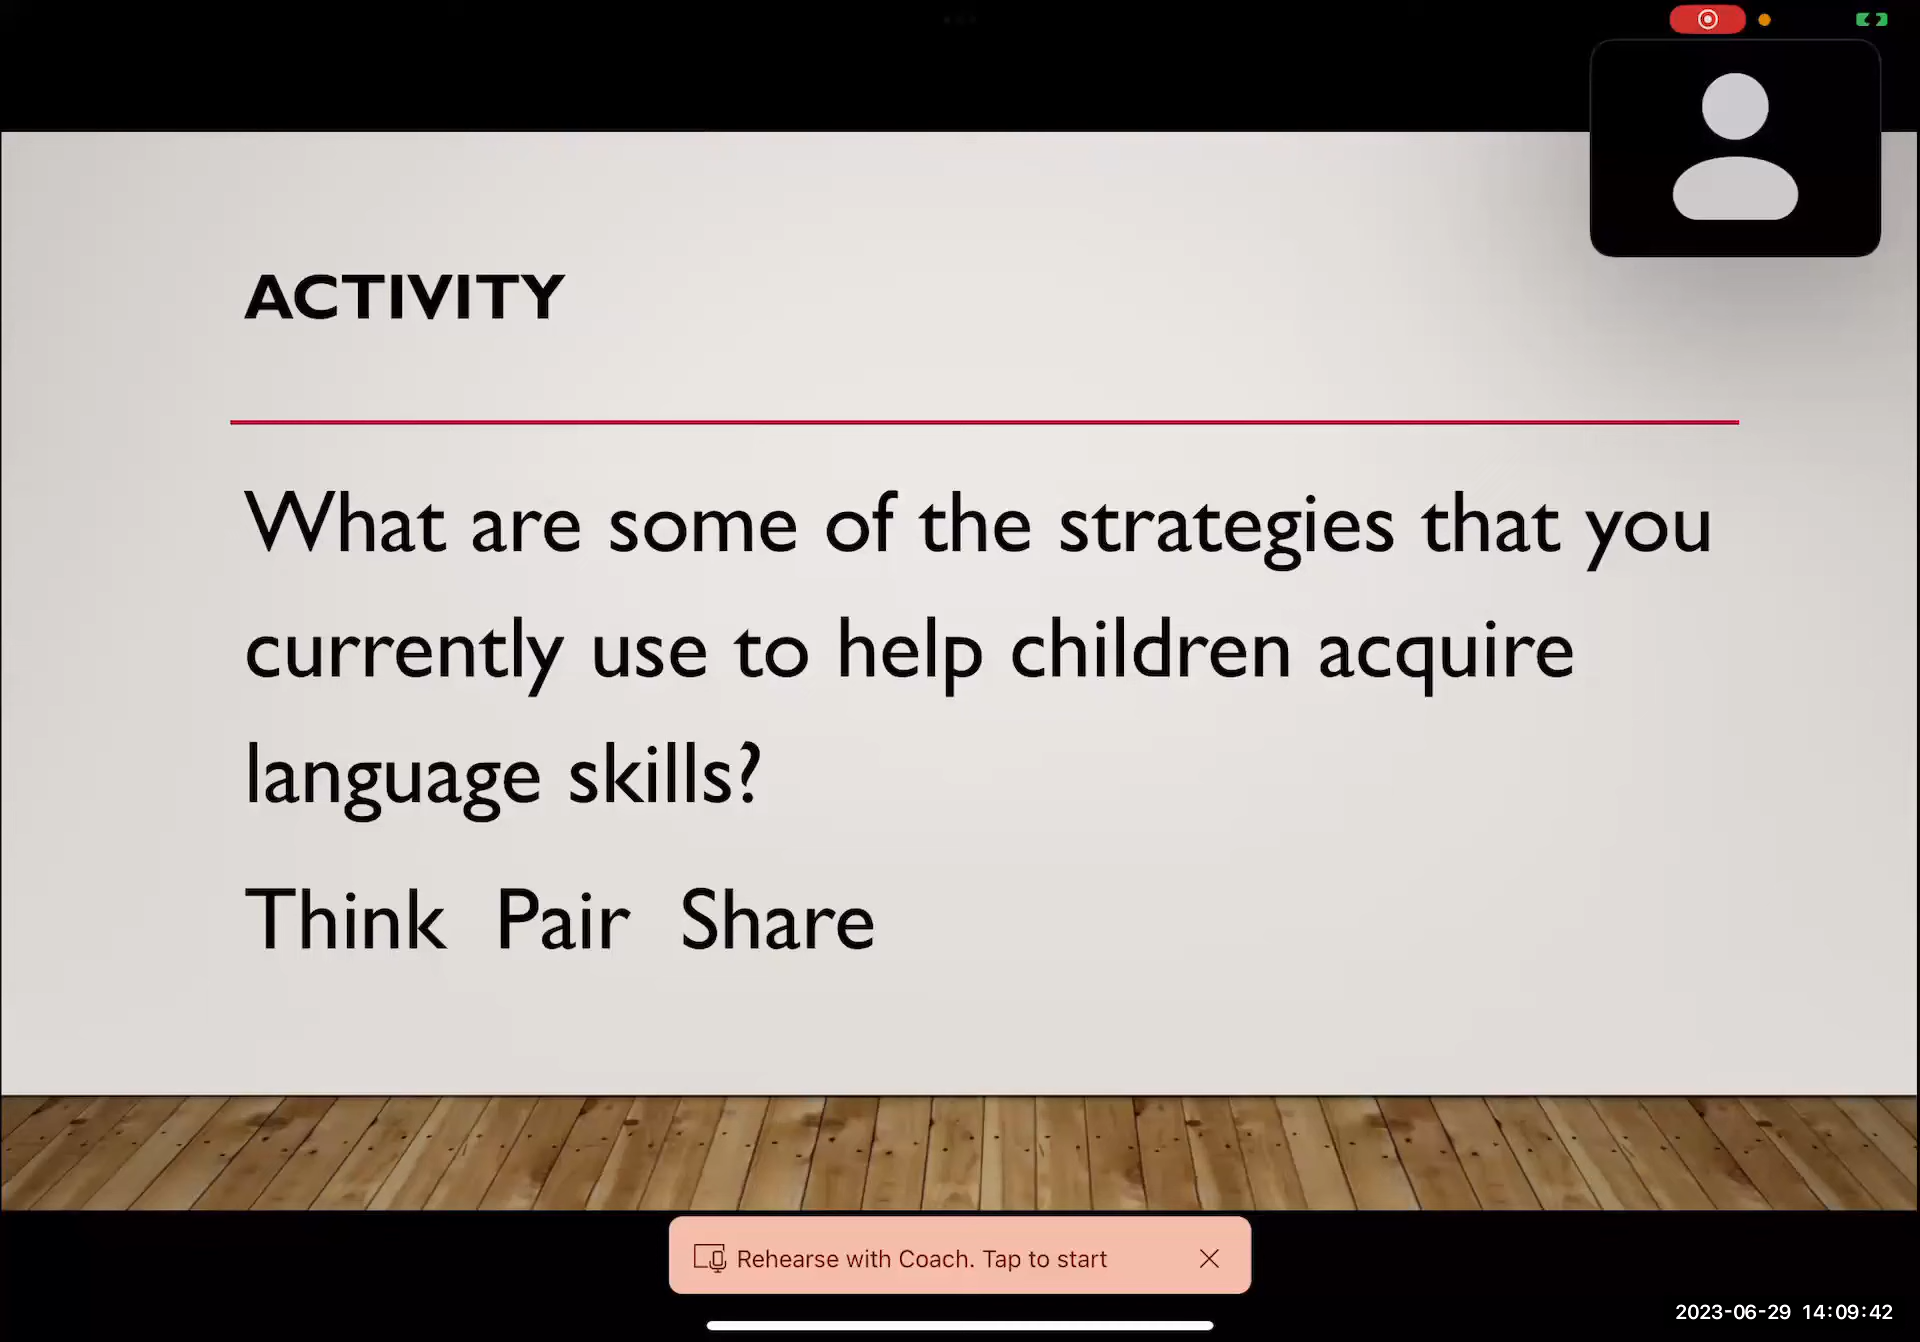 ACTIVITY
What are some of the strategies that you
currently use to help children acquire
language skills?
Think Pair Share
Rehearse with Coach. Tap to start
2023-06-29 14:09:42